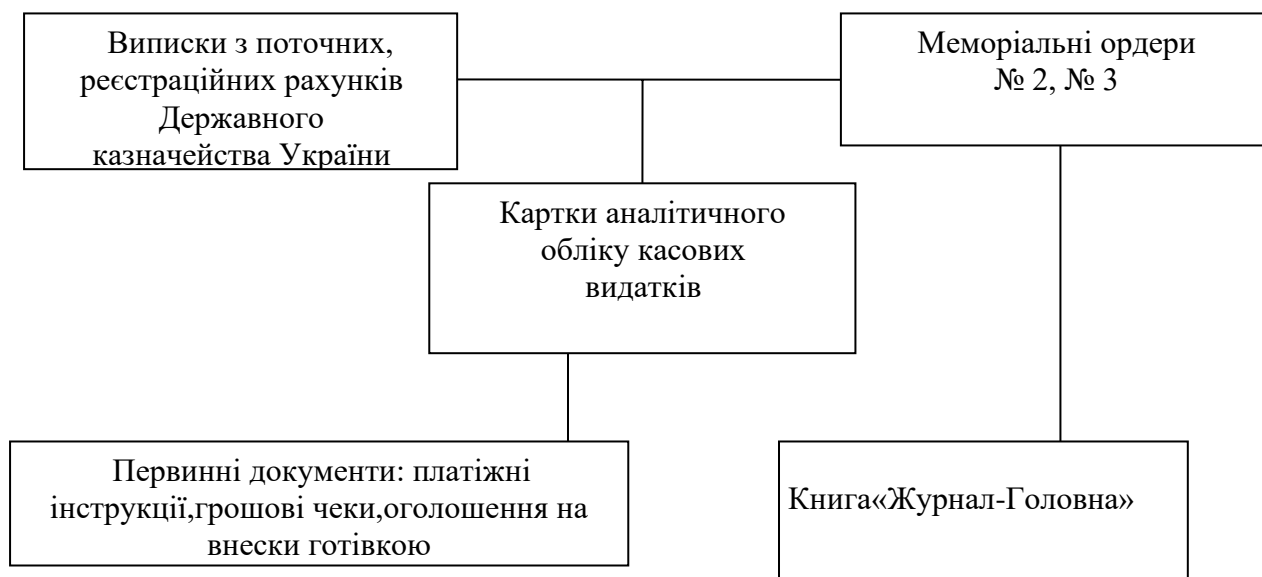 Виписки з поточних,
реєстраційних рахунків
Державного
казначейства України
Меморіальні ордери
№ 2, № 3
Картки аналітичного
обліку касових
видатків
Первинні документи: платіжні
інструкції,грошові чеки,оголошення на
внески готівкою
Книга«Журнал-Головна»